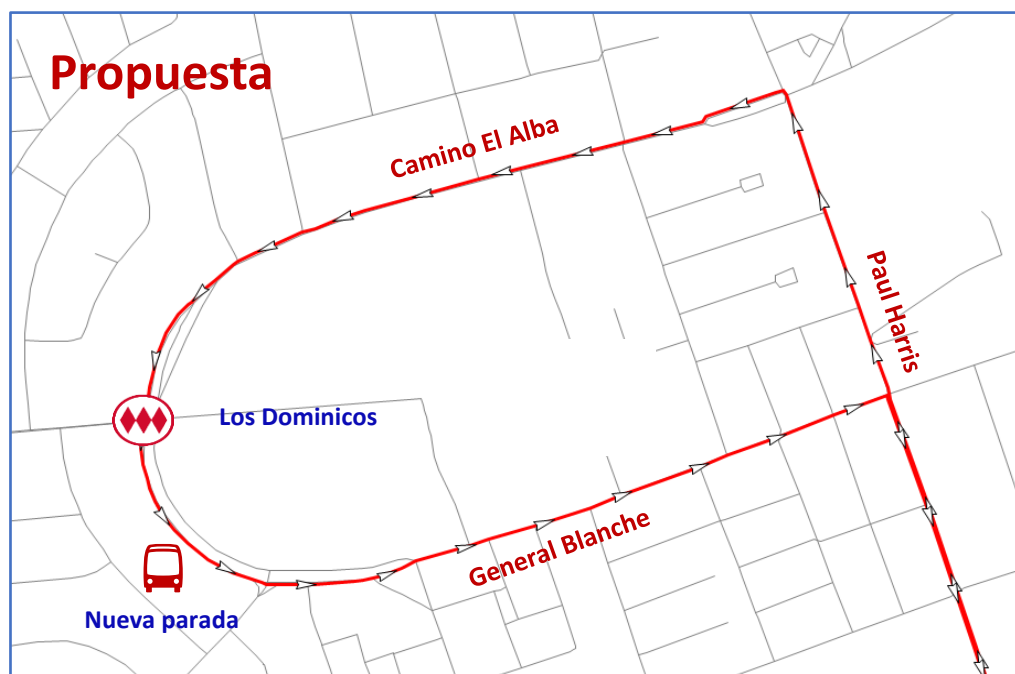 Propuesta
Camino El Alba
Paul Harris
Los Dominicos
General Blanche
Nueva parada